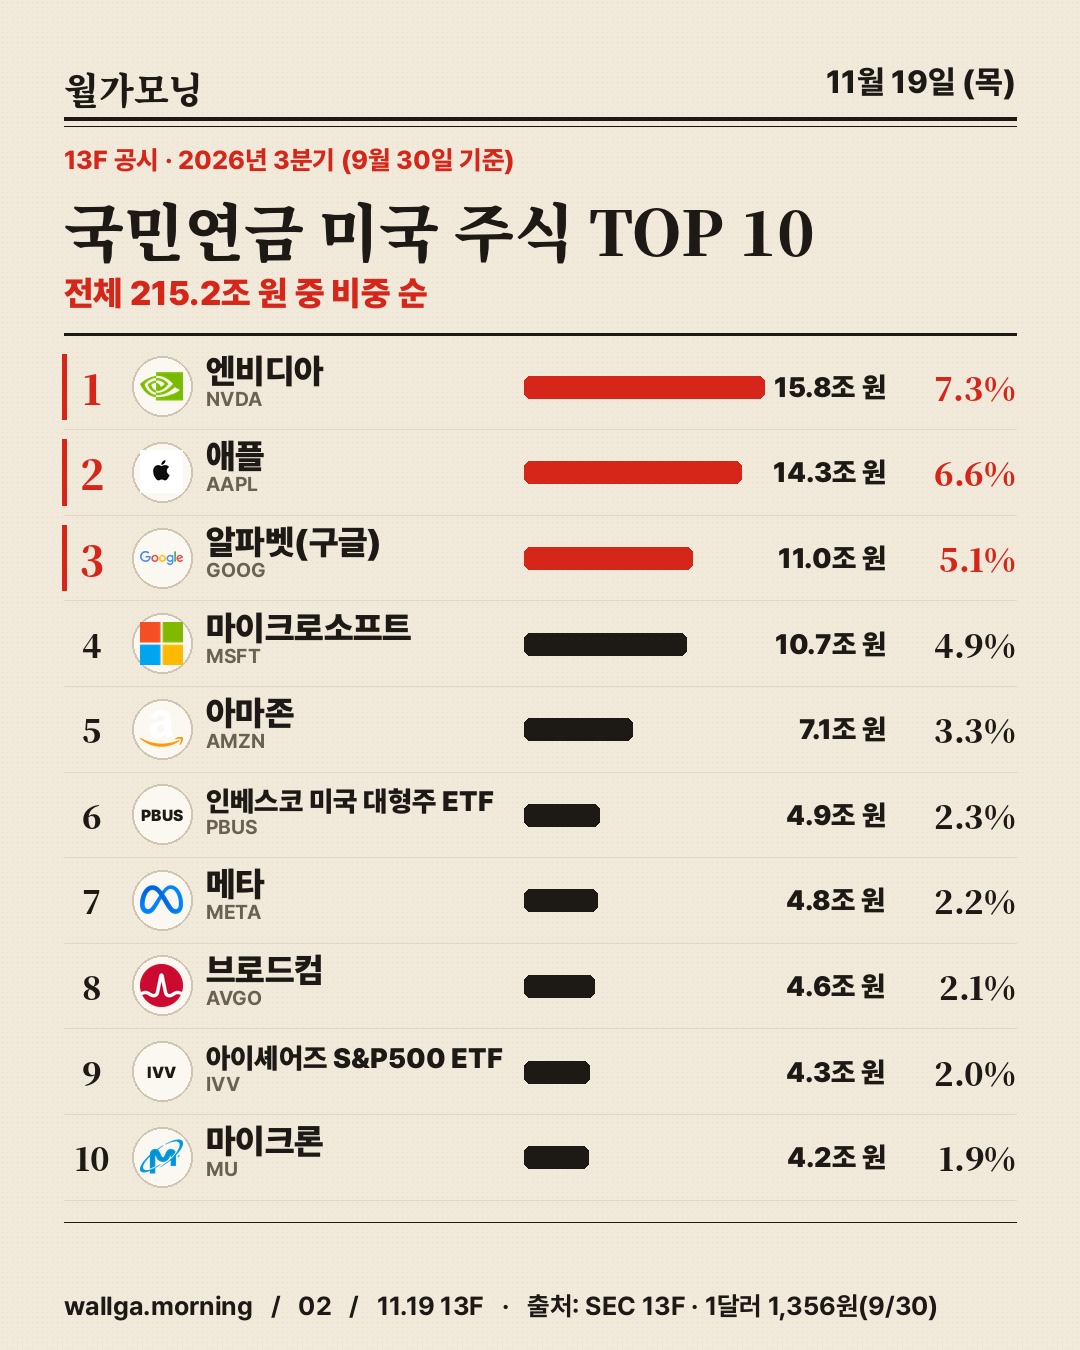 월가모닝
11월 19일 (목)
13F 공시 · 2026년 3분기 (9월 30일 기준)
국민연금 미국 주식 TOP 10
전체 215.2조 원 중 비중 순
1 엔비디아 15.8조 원 7.3%
NVDA
2 애플 14.3조 원 6.6%
AAPL
3 Google 알파벳(구글) 11.0조 원 5.1%
GOOG
4 마이크로소프트 10.7조 원 4.9%
MSFT
5 a 아마존 7.1조 원 3.3%
AMZN
6 PBUS 인베스코 미국 대형주 ETF 4.9조 원 2.3%
PBUS
7 메타 4.8조 원 2.2%
META
8 브로드컴 4.6조 원 2.1%
AVGO
9 IVV 아이셰어즈 S&P500 ETF 4.3조 원 2.0%
IVV
10 마이크론 4.2조 원 1.9%
MU
wallga.morning / 02 / 11.19 13F · 출처: SEC 13F · 1달러 1,356원(9/30)